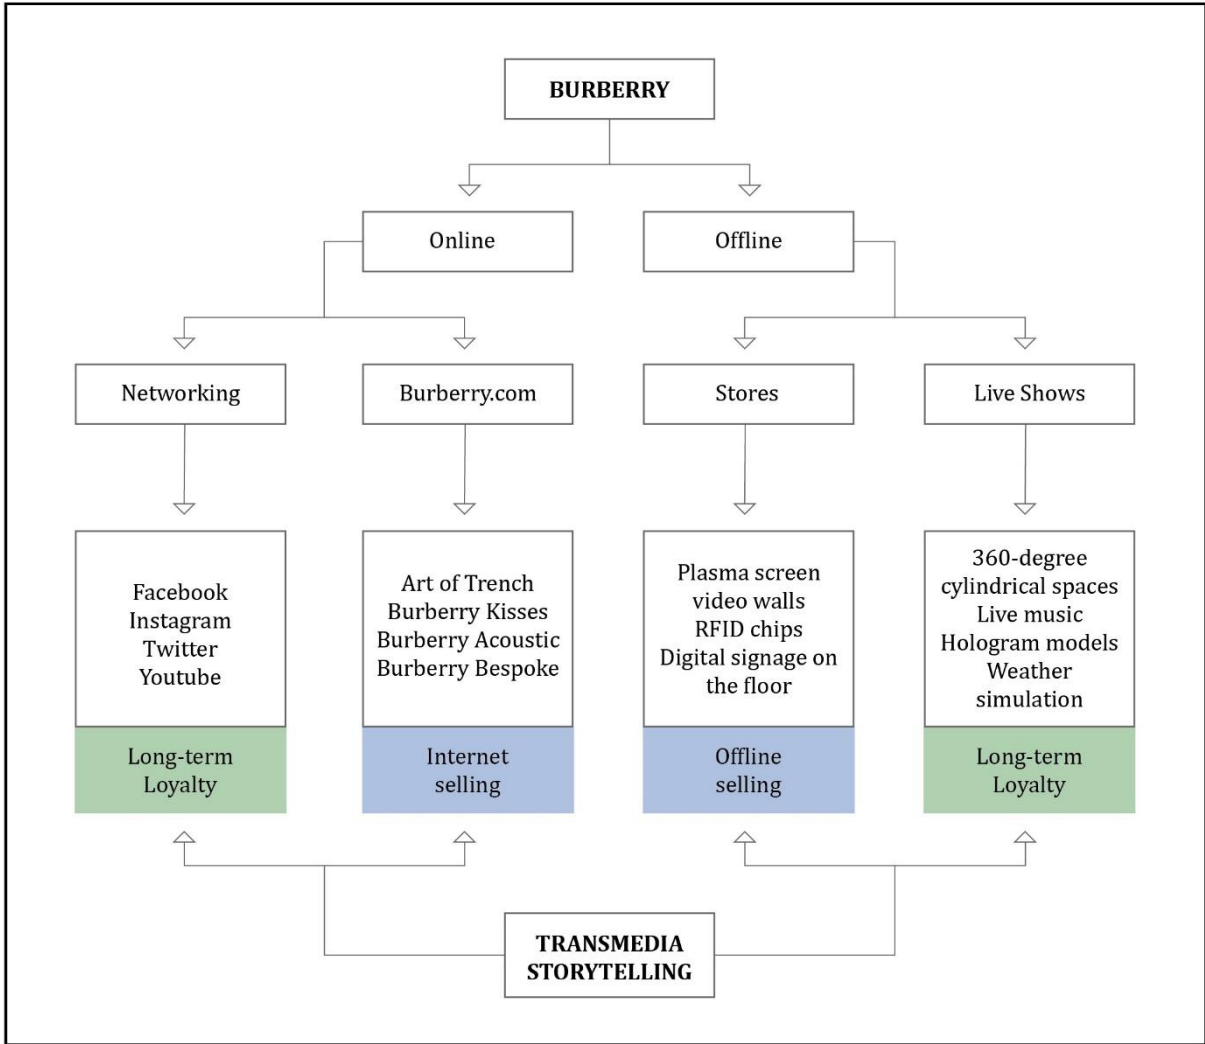 BURBERRY
Online
Offline
Networking
Burberry.com
Stores
Live Shows
Facebook
Instagram
Twitter
Youtube
Art of Trench
Burberry Kisses
Burberry Acoustic
Burberry Bespoke
Plasma screen
video walls
RFID chips
Digital signage on
the floor
360-degree
cylindrical spaces
Live music
Hologram models
Weather
simulation
Long-term
Loyalty
Internet
selling
Offline
selling
Long-term
Loyalty
TRANSMEDIA
STORYTELLING